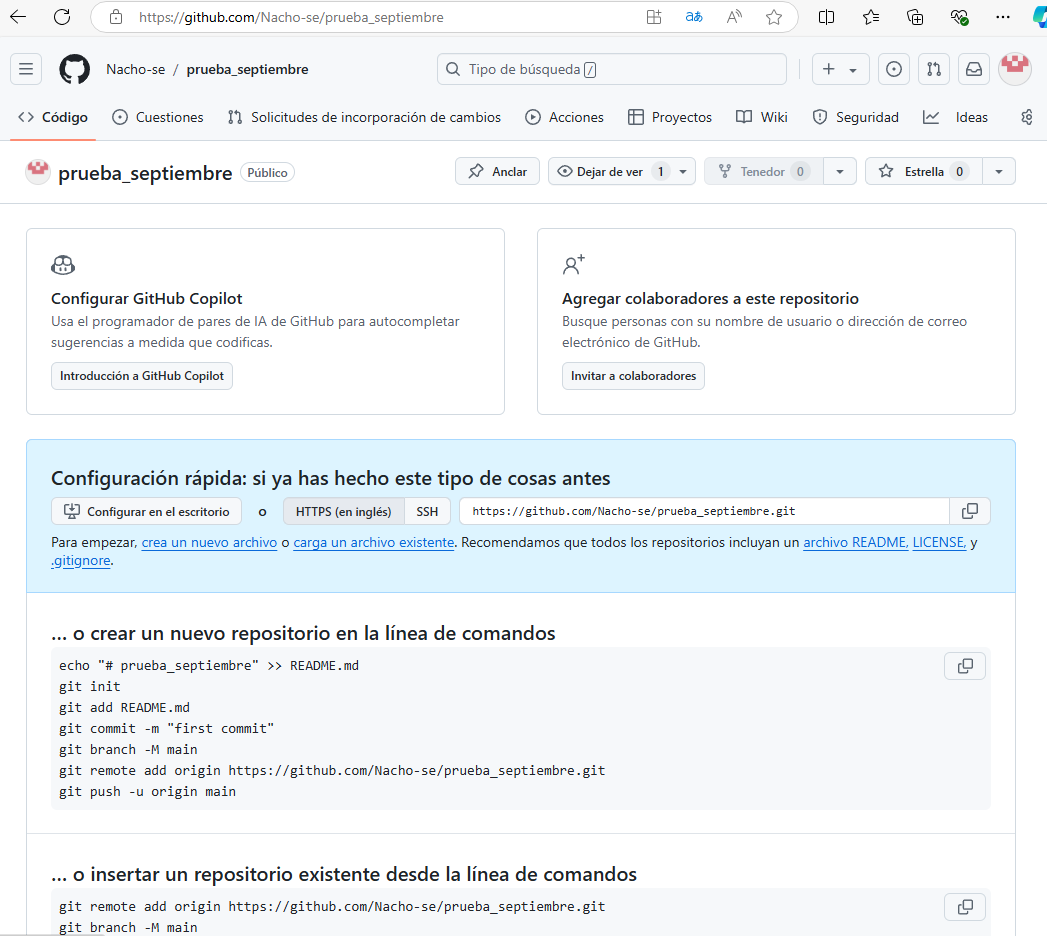 https://github.com/Nacho-se/prueba_septiembre
Nacho-se / prueba_septiembre
Tipo de búsqueda /
Código Cuestiones Solicitudes de incorporación de cambios Acciones Proyectos Wiki Seguridad Ideas
prueba_septiembre Público Anclar Dejar de ver 1 Tenedor 0 Estrella 0
Configurar GitHub Copilot
Usa el programador de pares de IA de GitHub para autocompletar
sugerencias a medida que codificas.
Introducción a GitHub Copilot
Agregar colaboradores a este repositorio
Busque personas con su nombre de usuario o dirección de correo
electrónico de GitHub.
Invitar a colaboradores
Configuración rápida: si ya has hecho este tipo de cosas antes
Configurar en el escritorio o HTTPS (en inglés) SSH https://github.com/Nacho-se/prueba_septiembre.git
Para empezar, crea un nuevo archivo o carga un archivo existente. Recomendamos que todos los repositorios incluyan un archivo README, LICENSE, y
.gitignore.
... o crear un nuevo repositorio en la línea de comandos
echo "# prueba_septiembre" >> README.md
git init
git add README.md
git commit -m "first commit"
git branch -M main
git remote add origin https://github.com/Nacho-se/prueba_septiembre.git
git push -u origin main
... o insertar un repositorio existente desde la línea de comandos
git remote add origin https://github.com/Nacho-se/prueba_septiembre.git
git branch -M main